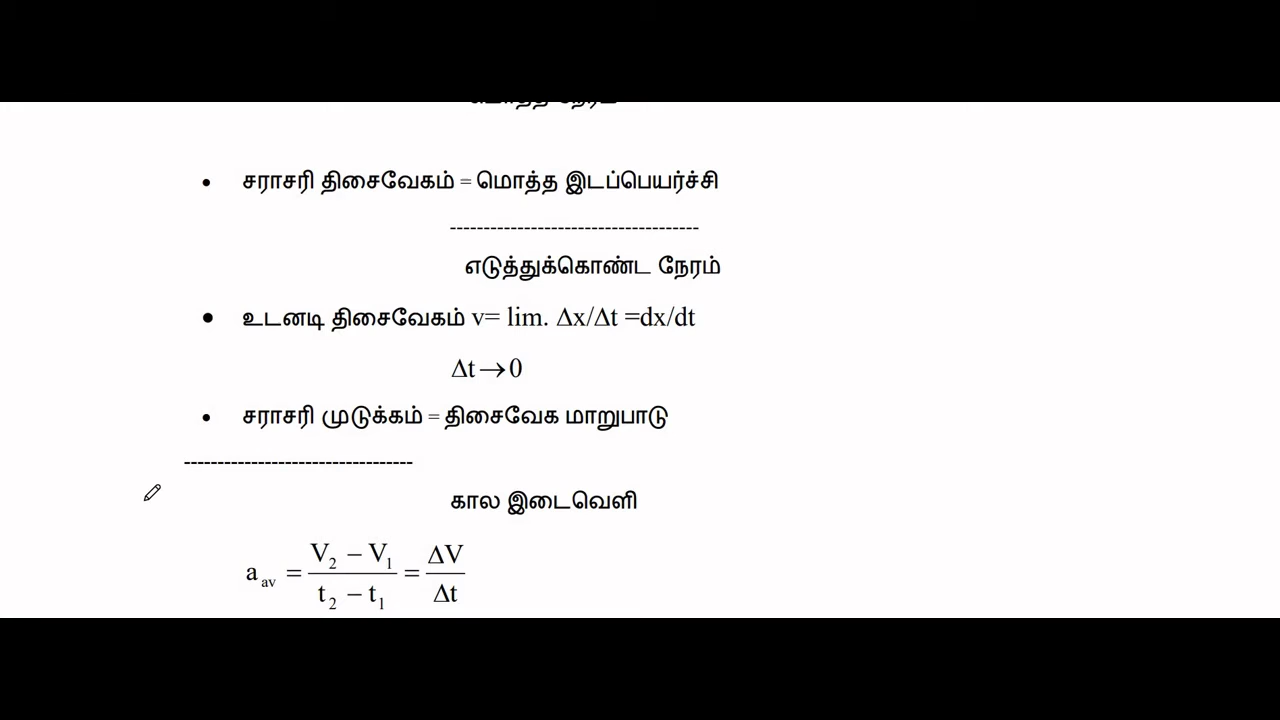 • சராசரி திசைவேகம் = மொத்த இடப்பெயர்ச்சி
-------------------------------------
எடுத்துக்கொண்ட நேரம்
• உடனடி திசைவேகம் v= lim. Δx/Δt =dx/dt
Δt→0
• சராசரி முடுக்கம் = திசைவேக மாறுபாடு
----------------------------------
கால இடைவெளி
a av = V₂ − V₁ / t₂ − t₁ = ΔV / Δt